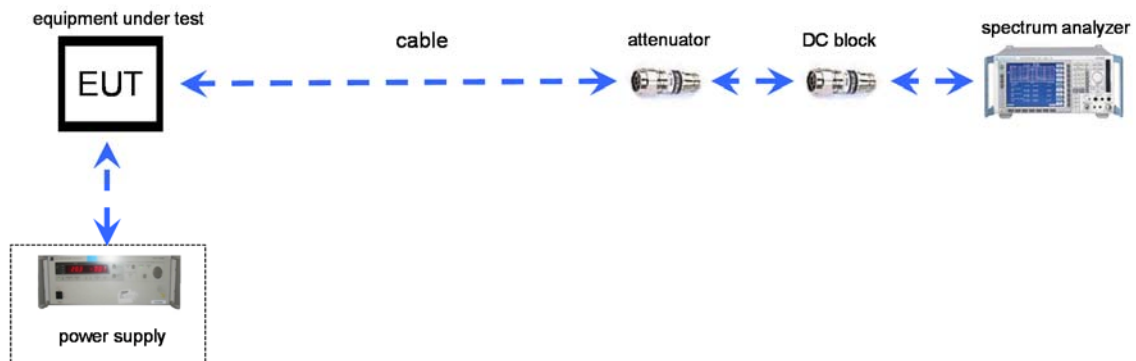 equipment under test
EUT
cable
attenuator
DC block
spectrum analyzer
power supply